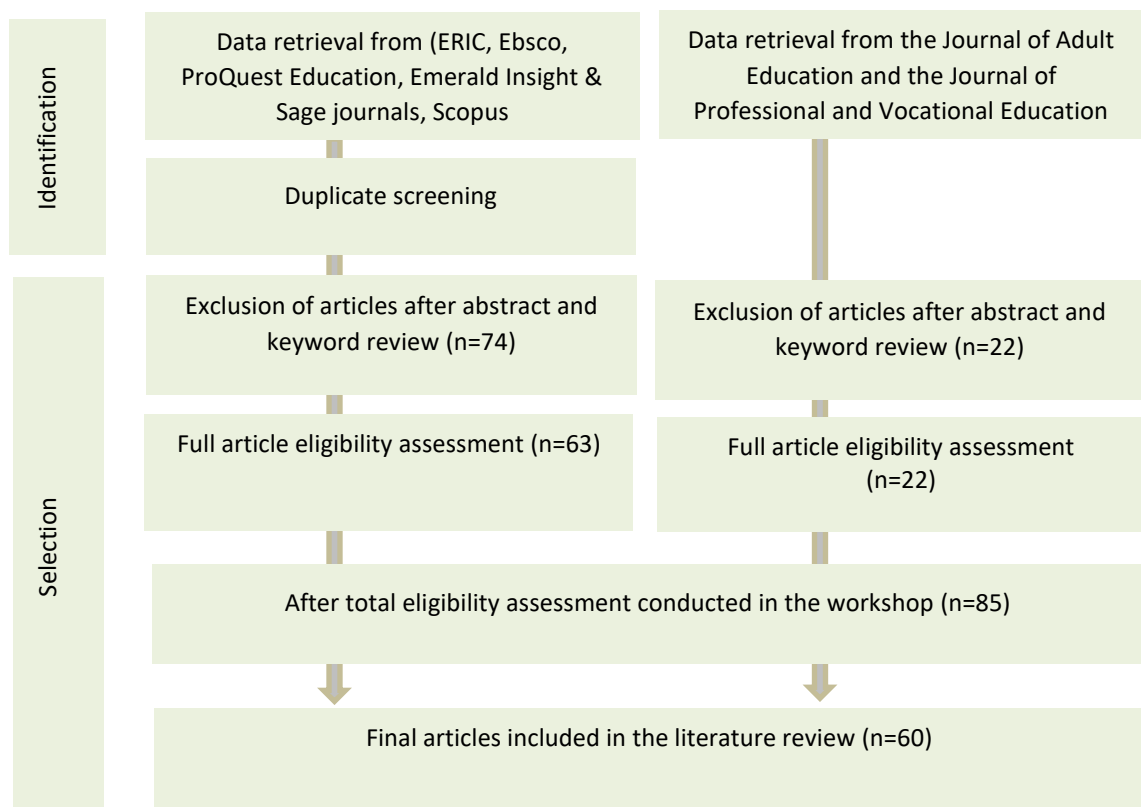 Identification
Data retrieval from (ERIC, Ebsco,
ProQuest Education, Emerald Insight &
Sage journals, Scopus
Data retrieval from the Journal of Adult
Education and the Journal of
Professional and Vocational Education
Duplicate screening
Selection
Exclusion of articles after abstract and
keyword review (n=74)
Exclusion of articles after abstract and
keyword review (n=22)
Full article eligibility assessment (n=63)
Full article eligibility assessment
(n=22)
After total eligibility assessment conducted in the workshop (n=85)
Final articles included in the literature review (n=60)